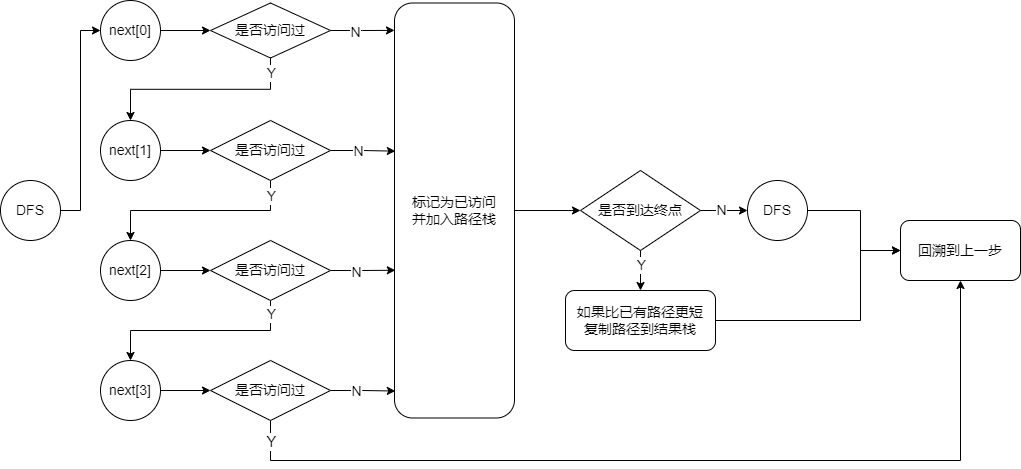 next[0]
是否访问过
N
Y
next[1]
是否访问过
N
Y
DFS
next[2]
是否访问过
N
Y
next[3]
是否访问过
N
Y
标记为已访问
并加入路径栈
是否到达终点
N
DFS
Y
如果比已有路径更短
复制路径到结果栈
回溯到上一步